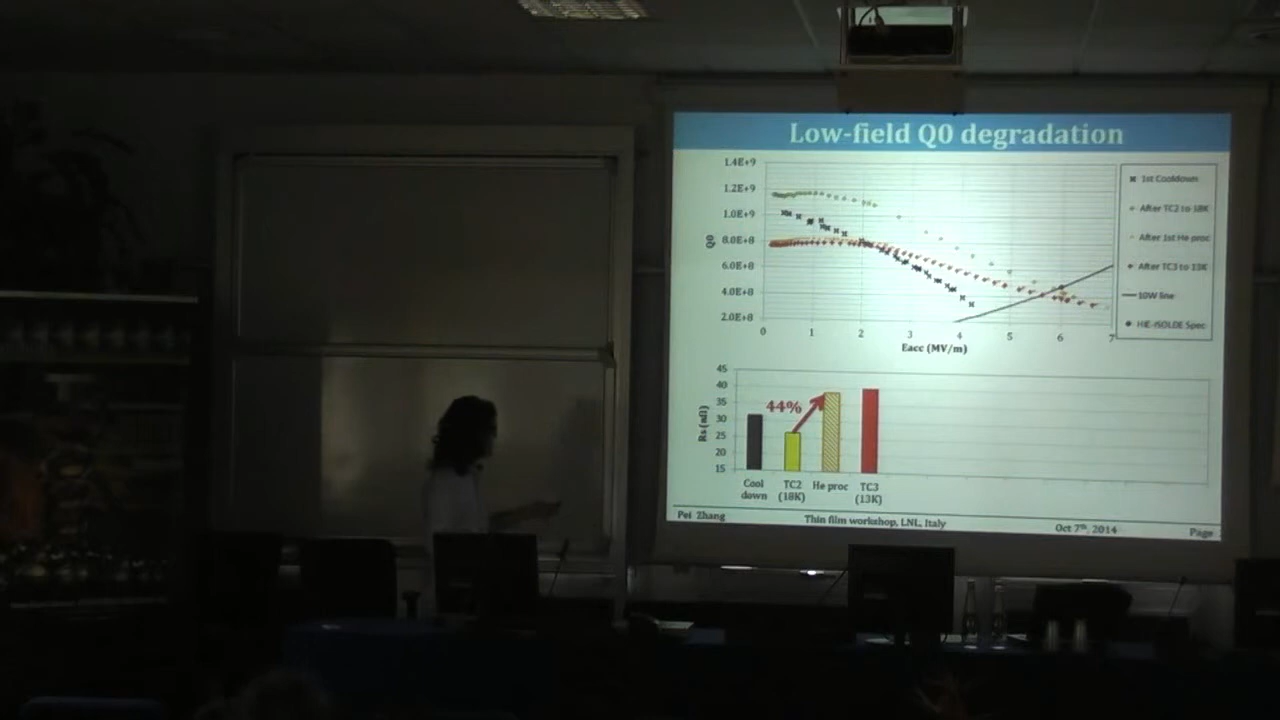 Low-field Q0 degradation
1.4E+9
1.2E+9
1.0E+9
8.0E+8
6.0E+8
4.0E+8
2.0E+8
Q0
0 1 2 3 4 5 6 7
Eacc (MV/m)
1st Cooldown
After TC2 to 18K
After 1st He proc
After TC3 to 13K
10W line
HIE-ISOLDE Spec
45
40
35
30
25
20
15
Rs (nΩ)
44%
Cool down
TC2 (18K)
He proc
TC3 (13K)
Pei Zhang
Thin film workshop, LNL, Italy
Oct 7th, 2014
Page